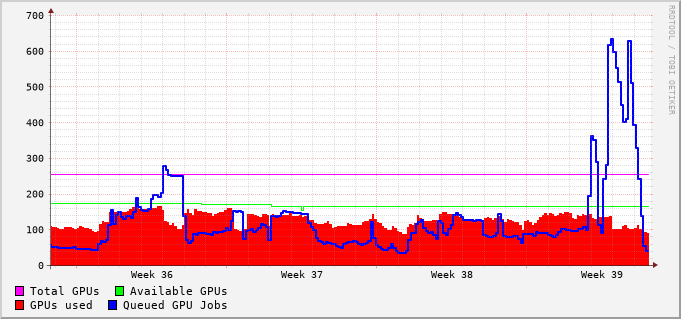 700
600
500
400
300
200
100
0
Week 36 Week 37 Week 38 Week 39
Total GPUs Available GPUs
GPUs used Queued GPU Jobs
RRDTOOL / TOBI OETIKER